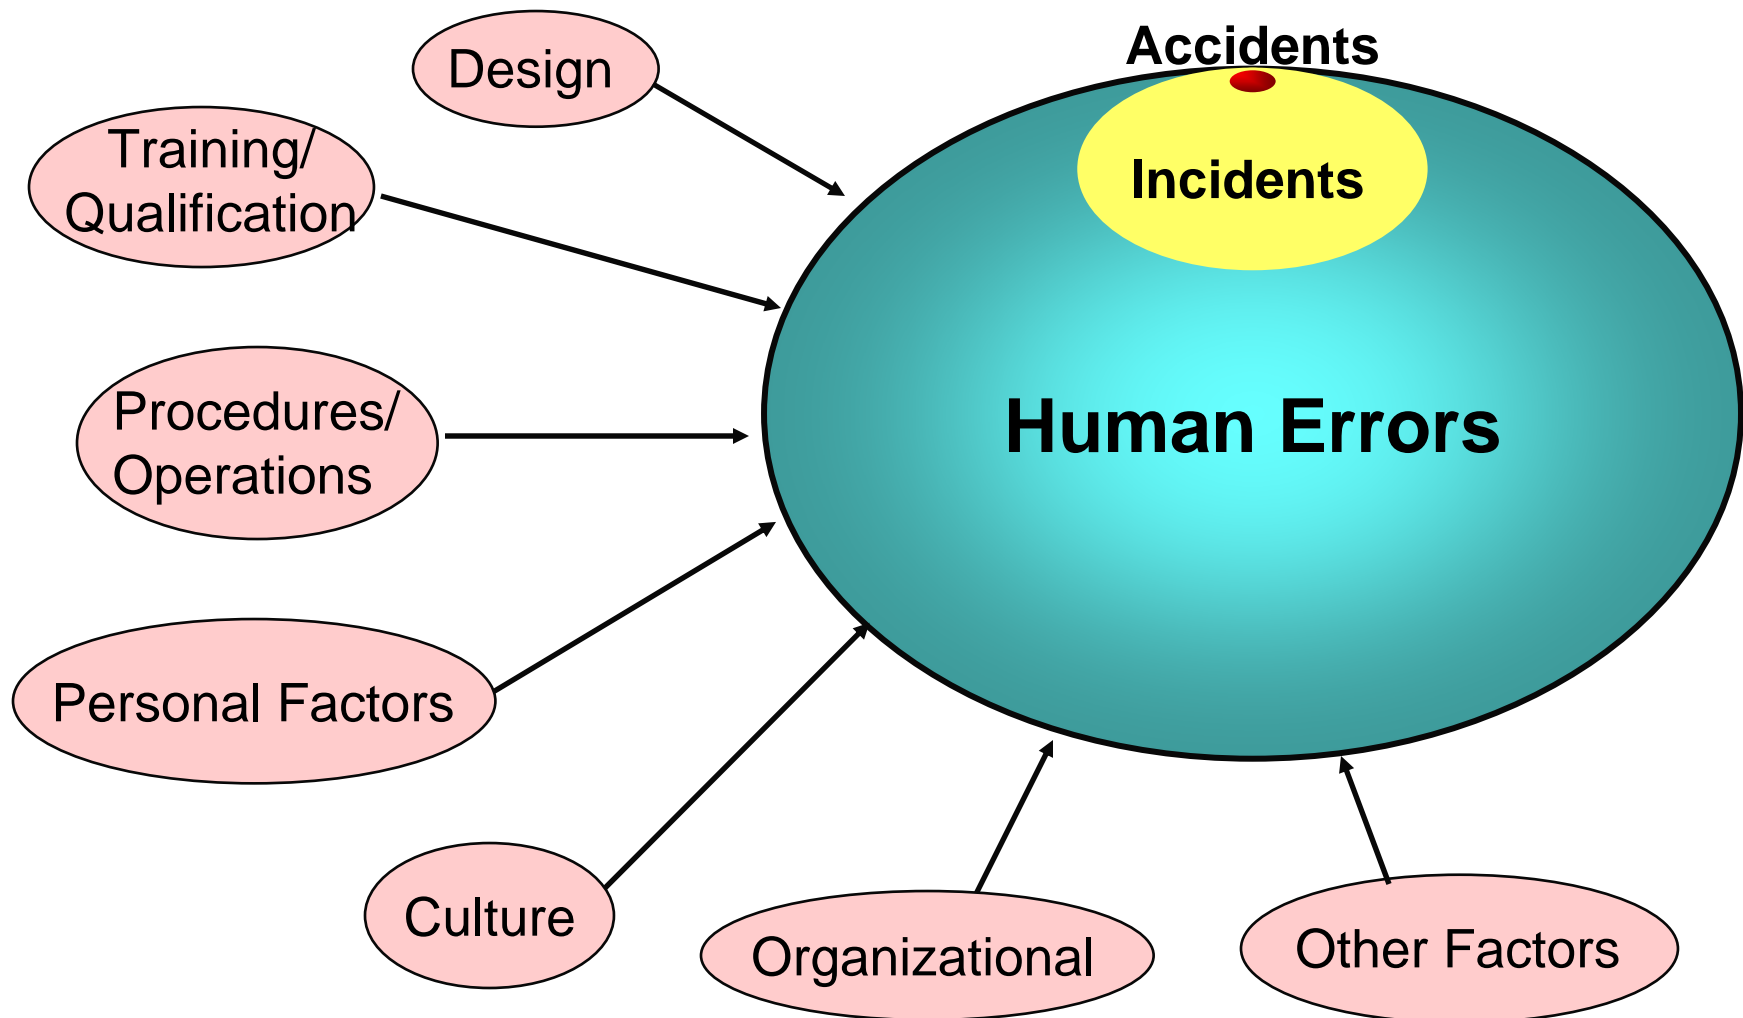 Accidents
Design
Incidents
Training/
Qualification
Human Errors
Procedures/
Operations
Personal Factors
Culture
Organizational
Other Factors